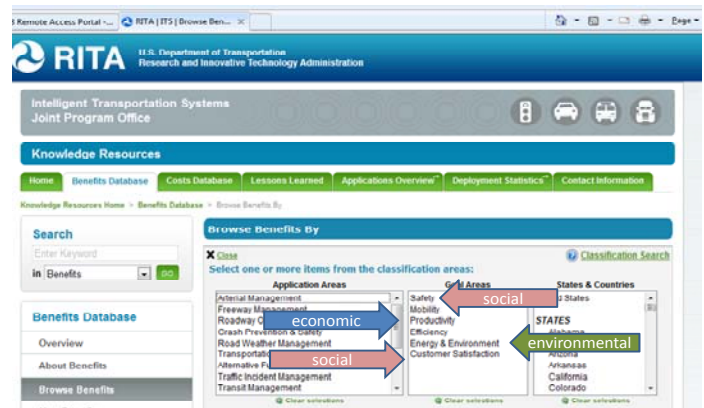 Remote Access Portal -... RITA | ITS | Browse Ben... Page
RITA
U.S. Department of Transportation
Research and Innovative Technology Administration
Intelligent Transportation Systems
Joint Program Office
Knowledge Resources
Home Benefits Database Costs Database Lessons Learned Applications Overview Deployment Statistics Contact Information
Knowledge Resources Home > Benefits Database > Browse Benefits By
Search
Enter Keyword
in Benefits GO
Benefits Database
Overview
About Benefits
Browse Benefits
Browse Benefits By
X Close
Classification Search
Select one or more items from the classification areas:
Application Areas
Arterial Management
Freeway Management
Roadway
Crash Prevention & Safety
Road Weather Management
Alternative
Traffic Incident Management
Transit Management
Clear selections
economic
social
Areas
Safety
Mobility
Productivity
Efficiency
Energy & Environment
Customer Satisfaction
Clear selections
social
environmental
States & Countries
States
STATES
Arizona
Arkansas
California
Colorado
Clear selections